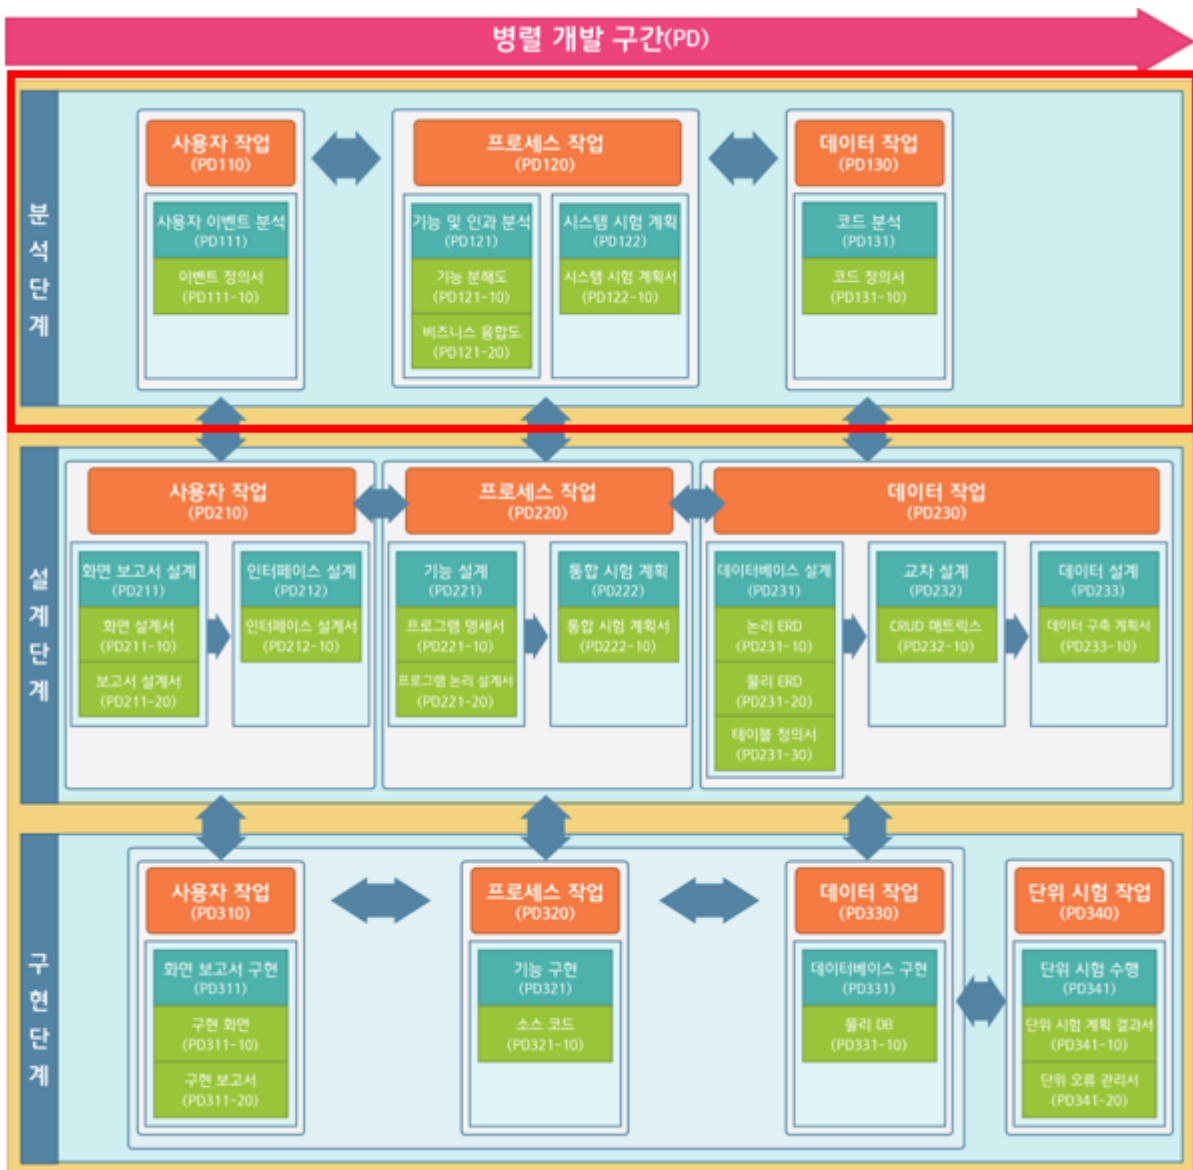 병렬 개발 구간(PD)
분석단계
사용자 작업
(PD110)
프로세스 작업
(PD120)
데이터 작업
(PD130)
사용자 이벤트 분석
(PD111)
이벤트 정의서
(PD111-10)
기능 및 인과 분석
(PD121)
기능 분해도
(PD121-10)
비즈니스 융합도
(PD121-20)
시스템 시험 계획
(PD122)
시스템 시험 계획서
(PD122-10)
코드 분석
(PD131)
코드 정의서
(PD131-10)
설계단계
사용자 작업
(PD210)
프로세스 작업
(PD220)
데이터 작업
(PD230)
화면 보고서 설계
(PD211)
화면 설계서
(PD211-10)
보고서 설계서
(PD211-20)
인터페이스 설계
(PD212)
인터페이스 설계서
(PD212-10)
기능 설계
(PD221)
프로그램 명세서
(PD221-10)
프로그램 논리 설계서
(PD221-20)
통합 시험 계획
(PD222)
통합 시험 계획서
(PD222-10)
데이터베이스 설계
(PD231)
논리 ERD
(PD231-10)
물리 ERD
(PD231-20)
테이블 정의서
(PD231-30)
교차 설계
(PD232)
CRUD 매트릭스
(PD232-10)
데이터 설계
(PD233)
데이터 구축 계획서
(PD233-10)
구현단계
사용자 작업
(PD310)
프로세스 작업
(PD320)
데이터 작업
(PD330)
단위 시험 작업
(PD340)
화면 보고서 구현
(PD311)
구현 화면
(PD311-10)
구현 보고서
(PD311-20)
기능 구현
(PD321)
소스 코드
(PD321-10)
데이터베이스 구현
(PD331)
물리 DB
(PD331-10)
단위 시험 수행
(PD341)
단위 시험 계획 결과서
(PD341-10)
단위 오류 관리서
(PD341-20)